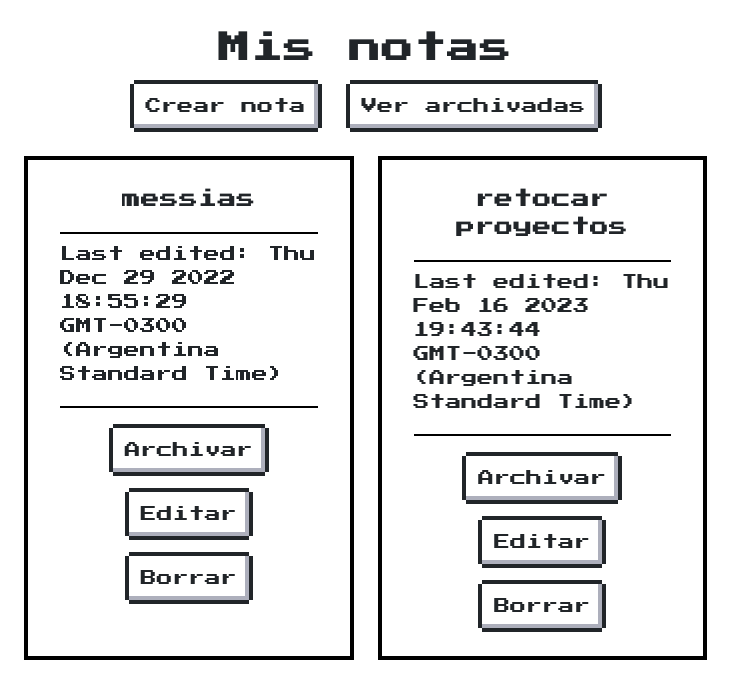 Mis notas
Crear nota
Ver archivadas
messias
Last edited: Thu
Dec 29 2022
18:55:29
GMT-0300
(Argentina
Standard Time)
Archivar
Editar
Borrar
retocar
proyectos
Last edited: Thu
Feb 16 2023
19:43:44
GMT-0300
(Argentina
Standard Time)
Archivar
Editar
Borrar